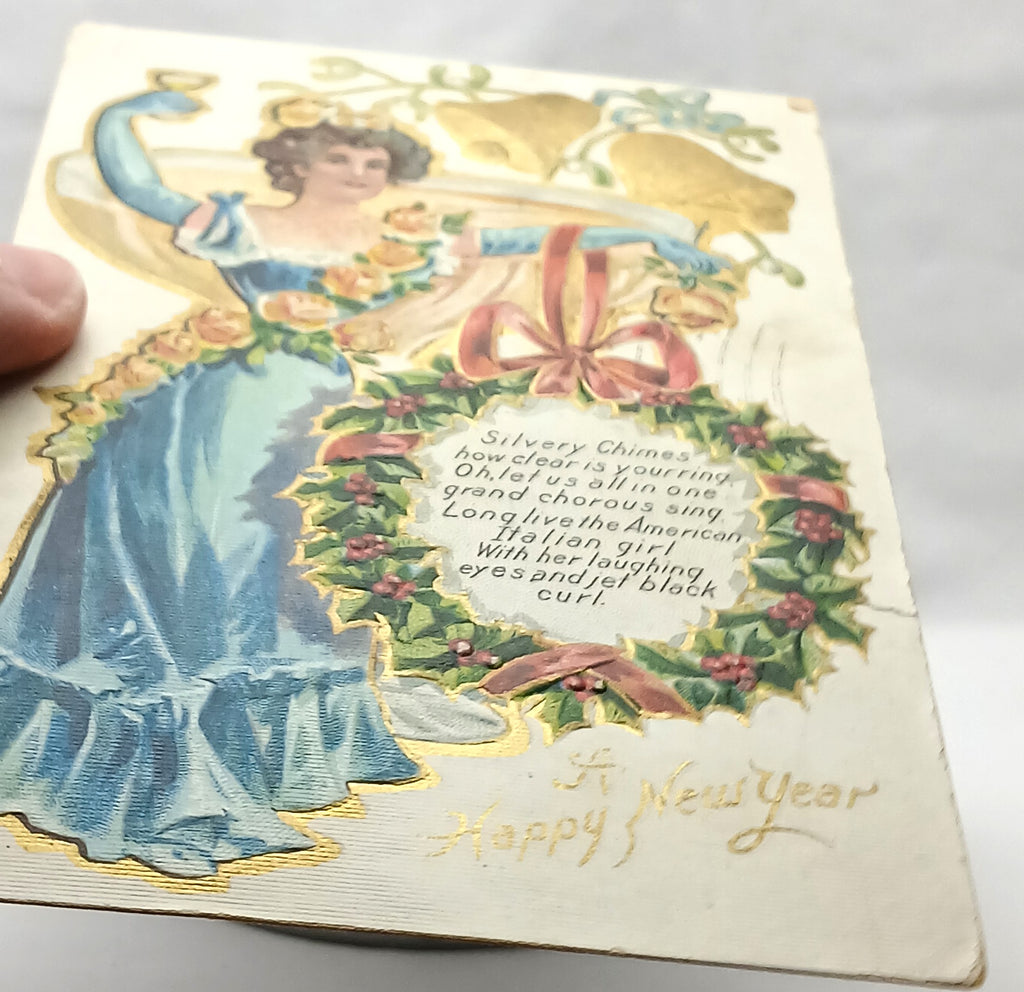 Silvery Chimes
how clear is your ring.
Oh, let us all in one
grand chorous sing.
Long live the American
Italian girl
With her laughing
eyes and jet black
curl.
A
Happy New Year